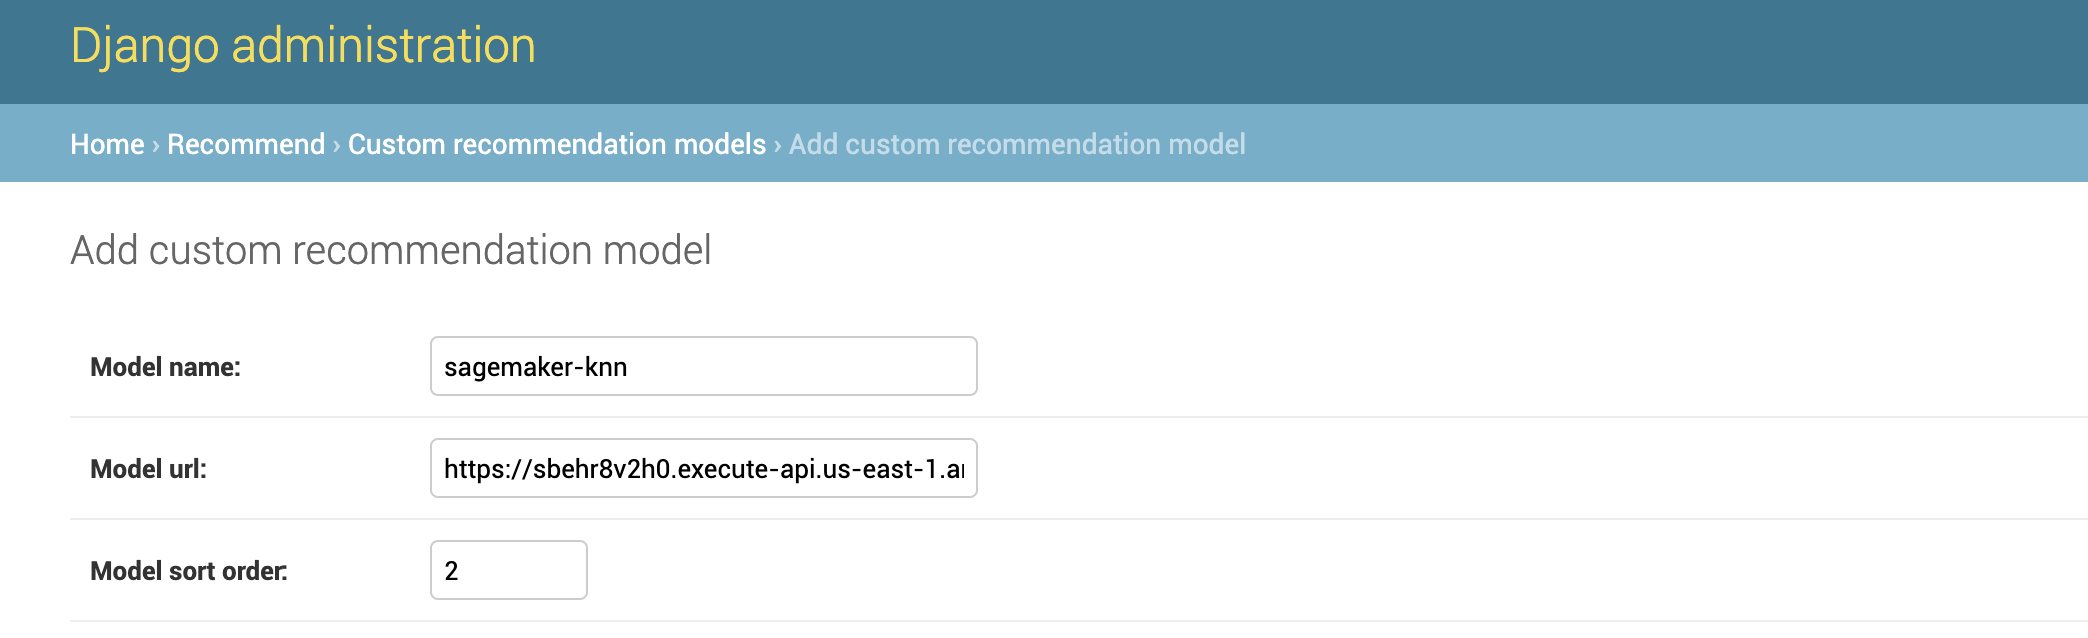 Django administration
Home › Recommend › Custom recommendation models › Add custom recommendation model
Add custom recommendation model
Model name: sagemaker-knn
Model url: https://sbehr8v2h0.execute-api.us-east-1.a
Model sort order: 2